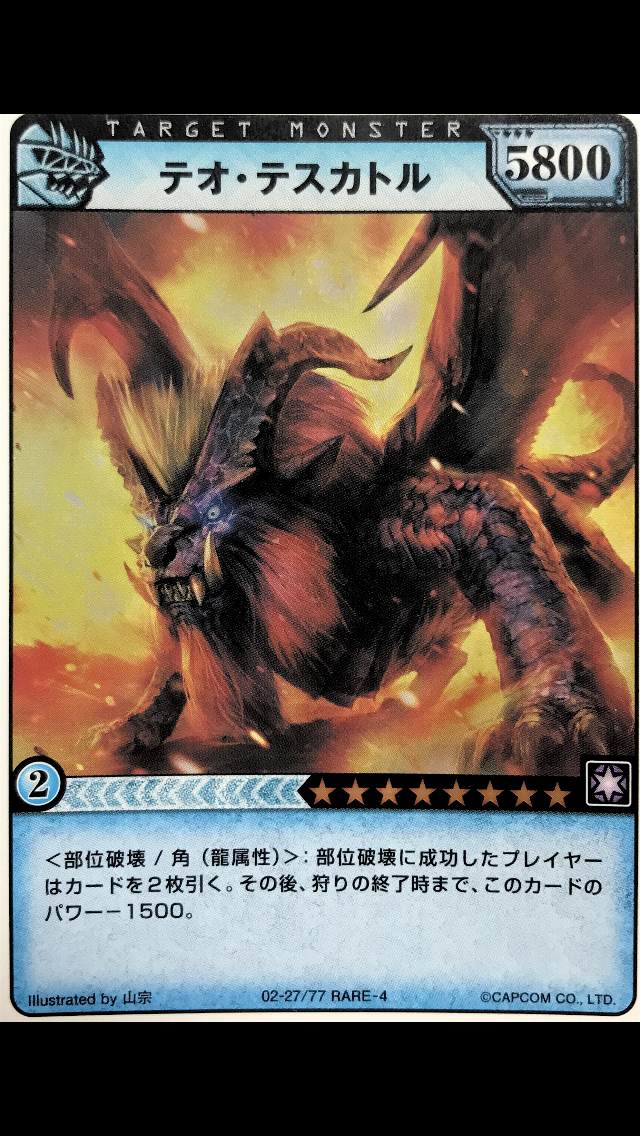 TARGET MONSTER
テオ・テスカトル
5800
2
★★★★★★★★
＜部位破壊 / 角（龍属性）＞：部位破壊に成功したプレイヤー
はカードを２枚引く。その後、狩りの終了時まで、このカードの
パワー－1500。
Illustrated by 山宗
02-27/77 RARE-4
©CAPCOM CO., LTD.